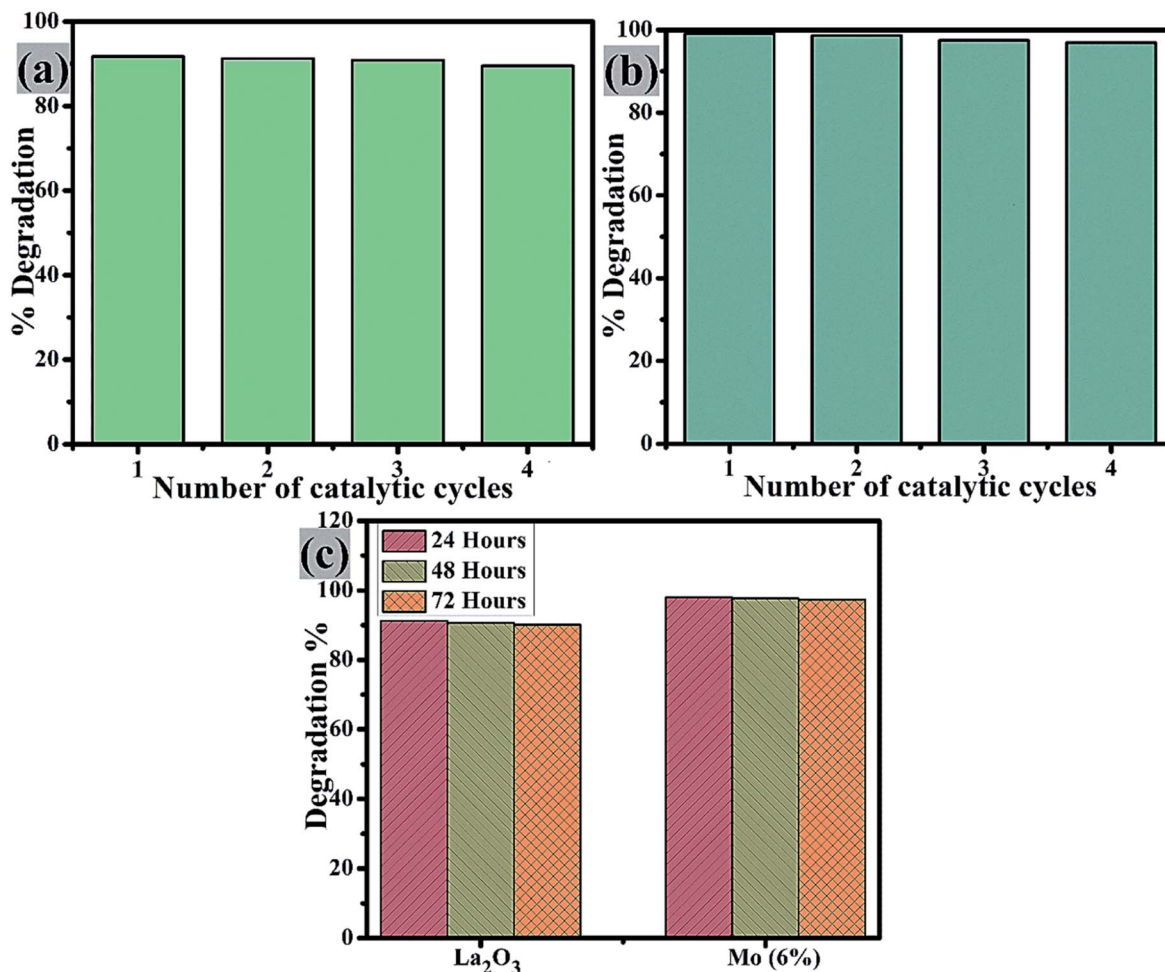 (a)
% Degradation
100
80
60
40
20
0
1 2 3 4
Number of catalytic cycles
(b)
% Degradation
100
80
60
40
20
0
1 2 3 4
Number of catalytic cycles
(c)
Degradation %
120
100
80
60
40
20
0
24 Hours
48 Hours
72 Hours
La₂O₃ Mo (6%)